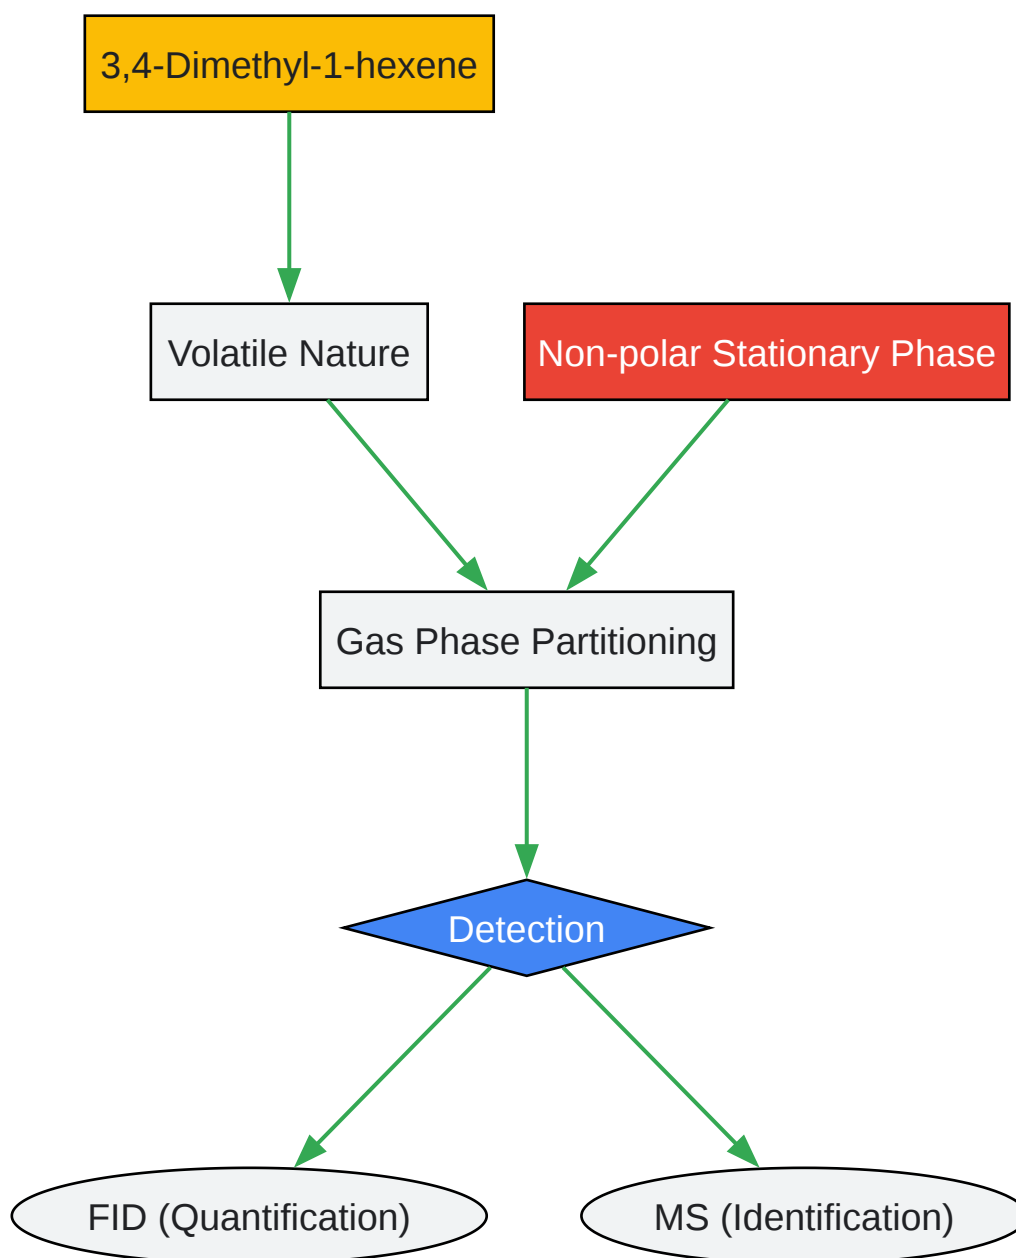 3,4-Dimethyl-1-hexene
Volatile Nature
Non-polar Stationary Phase
Gas Phase Partitioning
Detection
FID (Quantification)
MS (Identification)